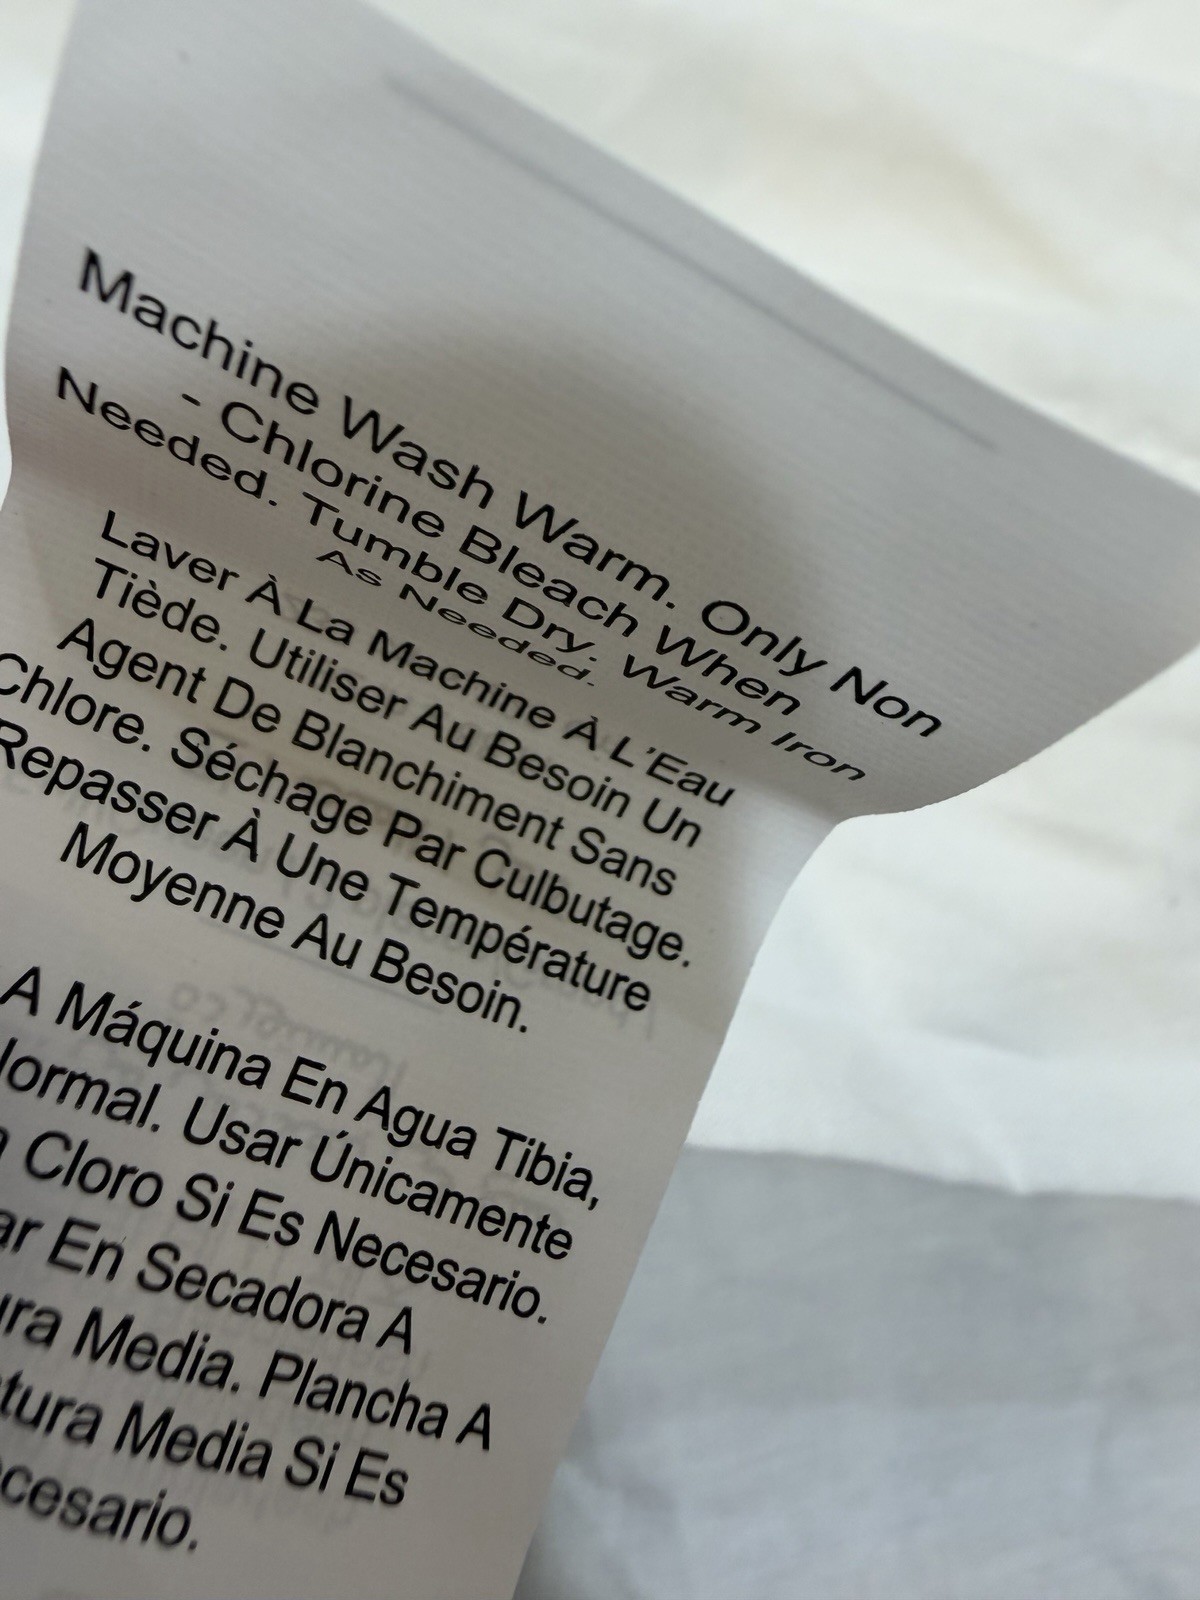 Machine Wash Warm. Only Non
- Chlorine Bleach When
Needed. Tumble Dry. Warm Iron
As Needed.
Laver À La Machine À L'Eau
Tiède. Utiliser Au Besoin Un
Agent De Blanchiment Sans
Chlore. Séchage Par Culbutage.
Repasser À Une Température
Moyenne Au Besoin.
A Máquina En Agua Tibia,
ormal. Usar Únicamente
Cloro Si Es Necesario.
ar En Secadora A
ura Media. Plancha A
tura Media Si Es
cesario.